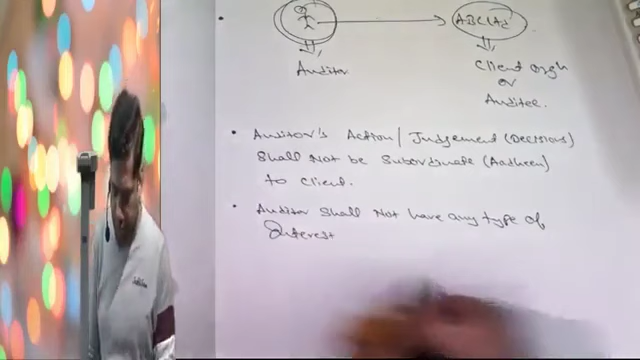 ABC Ltd
Auditor
Client orgn
or
Auditee.
• Auditor's Action / Judgement (Decisions)
Shall Not be Subordinate (Aadheen)
to Client.
• Auditor Shall Not have any type of
Interest